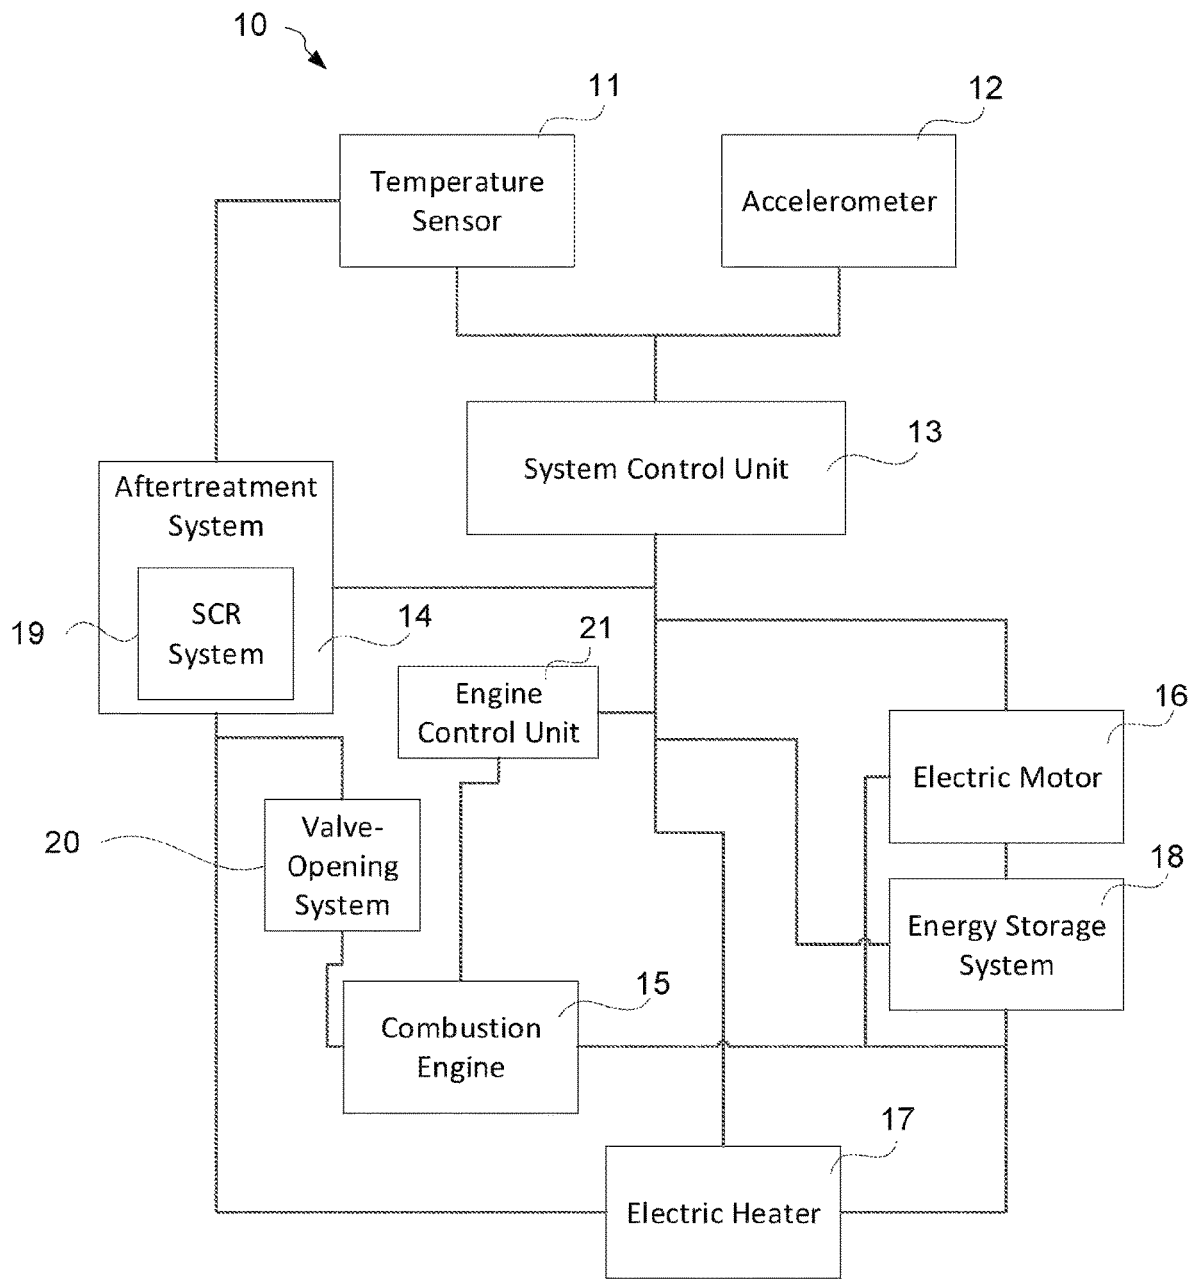 10
11
12
Temperature
Sensor
Accelerometer
13
System Control Unit
Aftertreatment
System
SCR
System
19
14
21
Engine
Control Unit
16
Electric Motor
Valve-
Opening
System
20
18
Energy Storage
System
15
Combustion
Engine
17
Electric Heater